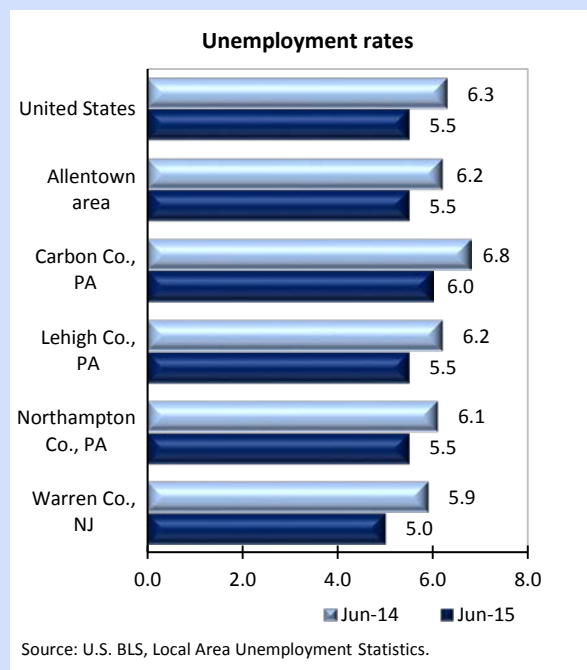 Unemployment rates
United States
6.3
5.5
Allentown
area
6.2
5.5
Carbon Co.,
PA
6.8
6.0
Lehigh Co.,
PA
6.2
5.5
Northampton
Co., PA
6.1
5.5
Warren Co.,
NJ
5.9
5.0
0.0 2.0 4.0 6.0 8.0
Jun-14 Jun-15
Source: U.S. BLS, Local Area Unemployment Statistics.